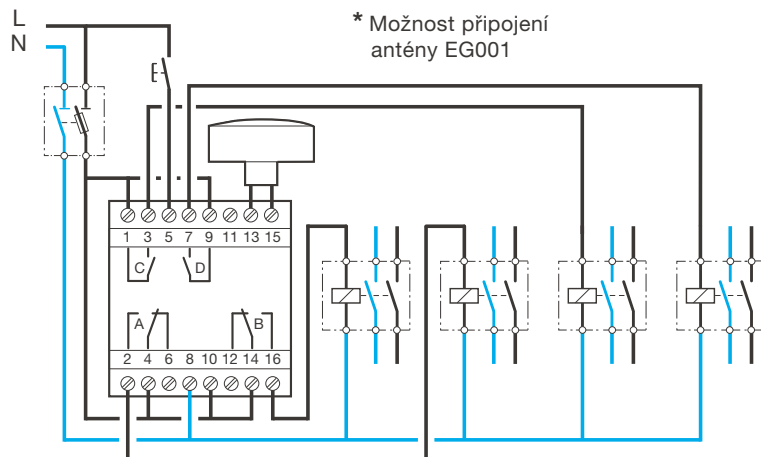 L
N
* Možnost připojení
antény EG001
1 3 5 7 9 11 13 15
C D
A B
2 4 6 8 10 12 14 16